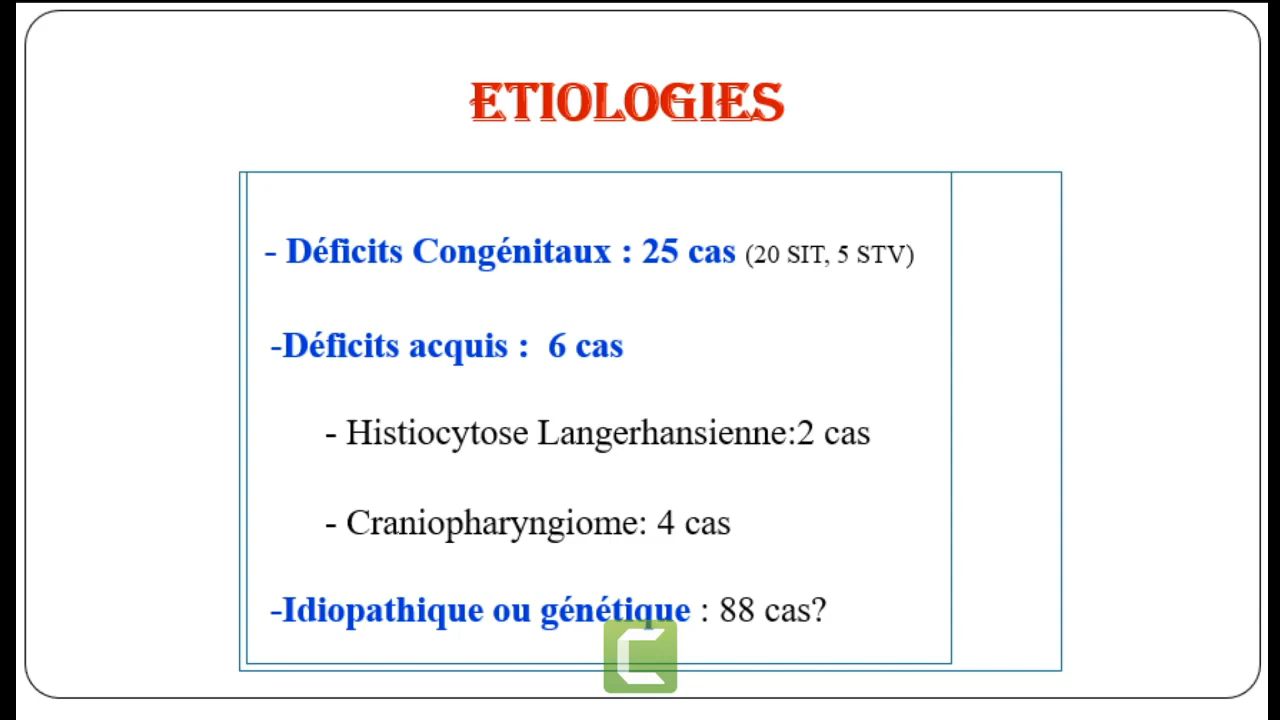 ETIOLOGIES
- Déficits Congénitaux : 25 cas (20 SIT, 5 STV)
-Déficits acquis : 6 cas
- Histiocytose Langerhansienne:2 cas
- Craniopharyngiome: 4 cas
-Idiopathique ou génétique : 88 cas?